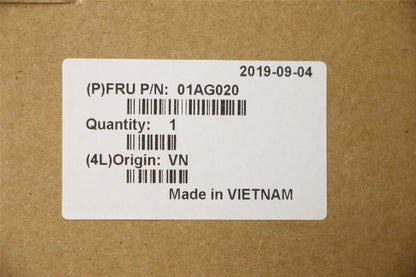 2019-09-04
(P)FRU P/N: 01AG020
Quantity: 1
(4L)Origin: VN
Made in VIETNAM